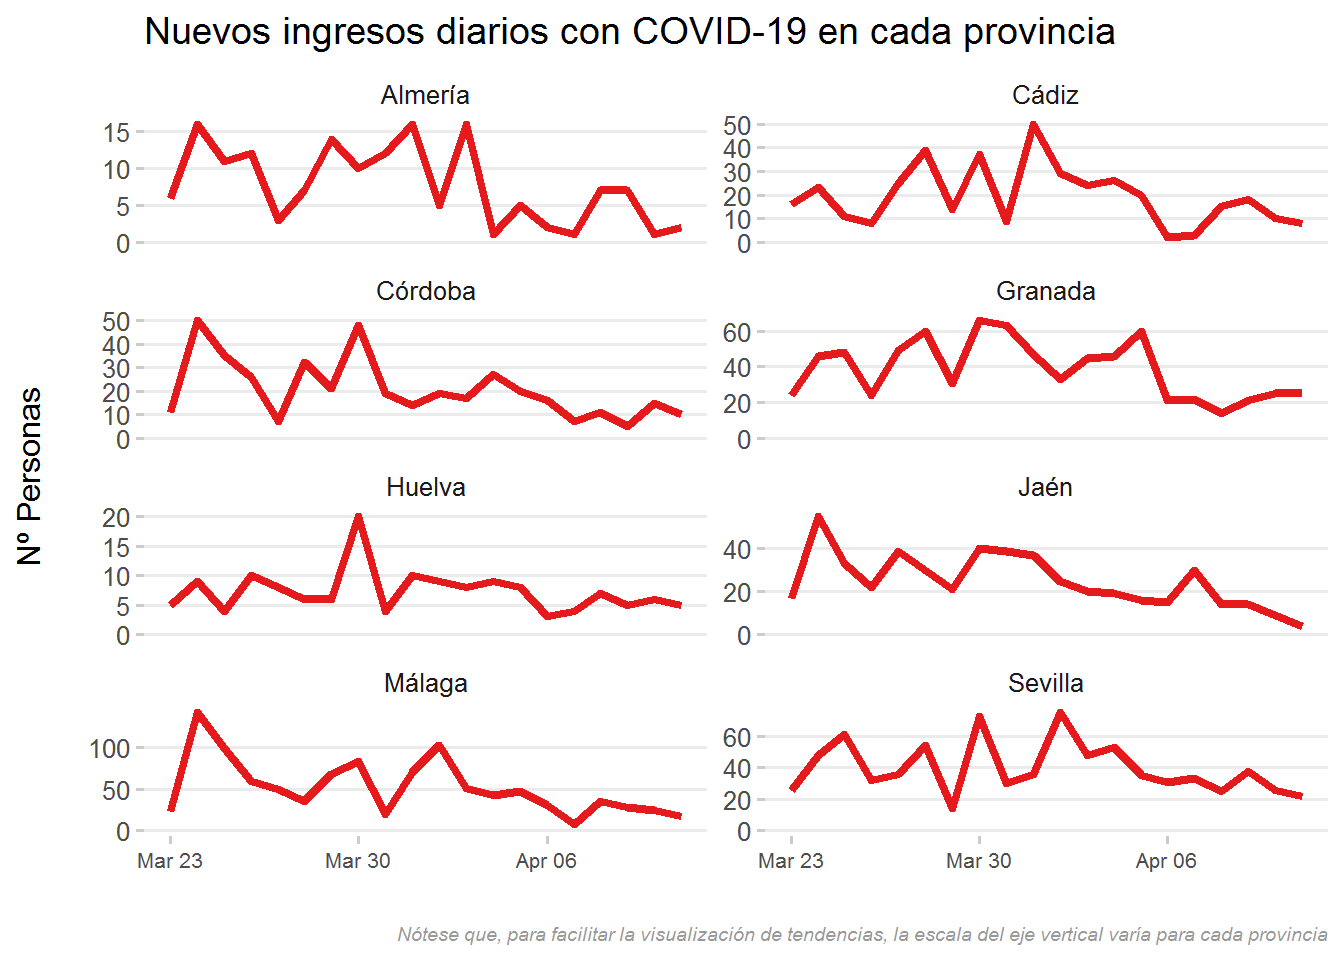 Nuevos ingresos diarios con COVID-19 en cada provincia
Nº Personas
Almería
15
10
5
0
Cádiz
50
40
30
20
10
0
Córdoba
50
40
30
20
10
0
Granada
60
40
20
0
Huelva
20
15
10
5
0
Jaén
40
20
0
Málaga
100
50
0
Sevilla
60
40
20
0
Mar 23 Mar 30 Apr 06
Mar 23 Mar 30 Apr 06
Nótese que, para facilitar la visualización de tendencias, la escala del eje vertical varía para cada provincia